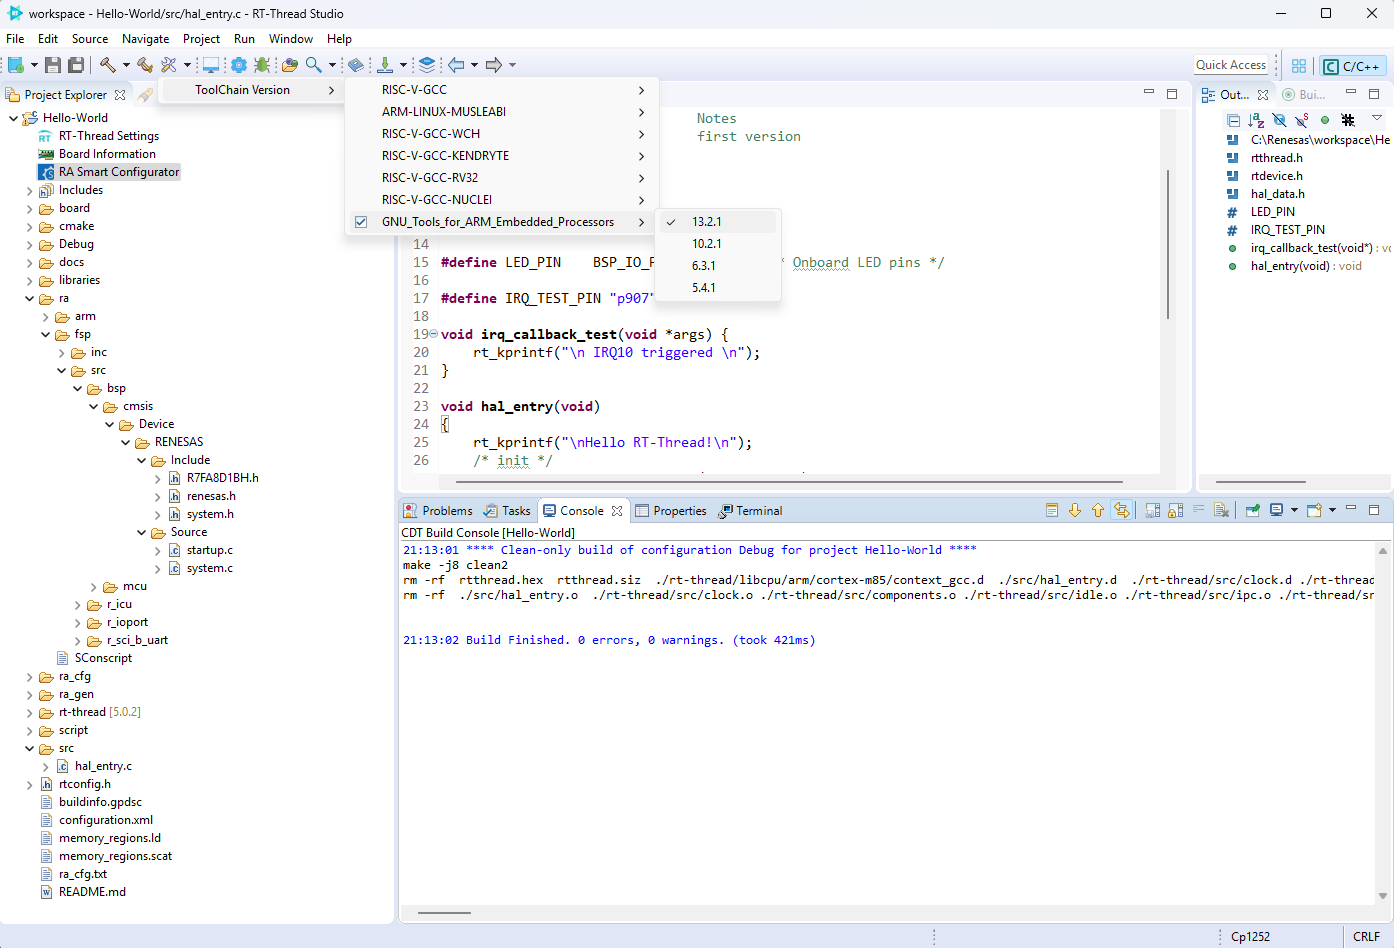 workspace - Hello-World/src/hal_entry.c - RT-Thread Studio
File Edit Source Navigate Project Run Window Help
Quick Access
C/C++
Project Explorer
ToolChain Version
RISC-V-GCC
ARM-LINUX-MUSLEABI
RISC-V-GCC-WCH
RISC-V-GCC-KENDRYTE
RISC-V-GCC-RV32
RISC-V-GCC-NUCLEI
GNU_Tools_for_ARM_Embedded_Processors
13.2.1
10.2.1
6.3.1
5.4.1
Hello-World
RT-Thread Settings
Board Information
RA Smart Configurator
Includes
board
cmake
Debug
docs
libraries
ra
arm
fsp
inc
src
bsp
cmsis
Device
RENESAS
Include
R7FA8D1BH.h
renesas.h
system.h
Source
startup.c
system.c
mcu
r_icu
r_ioport
r_sci_b_uart
SConscript
ra_cfg
ra_gen
rt-thread [5.0.2]
script
src
hal_entry.c
rtconfig.h
buildinfo.gpdsc
configuration.xml
memory_regions.ld
memory_regions.scat
ra_cfg.txt
README.md
Notes
first version
14
15 #define LED_PIN BSP_IO_P * Onboard LED pins */
16
17 #define IRQ_TEST_PIN "p907"
18
19 void irq_callback_test(void *args) {
20 rt_kprintf("\n IRQ10 triggered \n");
21 }
22
23 void hal_entry(void)
24 {
25 rt_kprintf("\nHello RT-Thread!\n");
26 /* init */
Out... Bui...
C:\Renesas\workspace\He
rtthread.h
rtdevice.h
hal_data.h
LED_PIN
IRQ_TEST_PIN
irq_callback_test(void*) : vo
hal_entry(void) : void
Problems Tasks Console Properties Terminal
CDT Build Console [Hello-World]
21:13:01 **** Clean-only build of configuration Debug for project Hello-World ****
make -j8 clean2
rm -rf rtthread.hex rtthread.siz ./rt-thread/libcpu/arm/cortex-m85/context_gcc.d ./src/hal_entry.d ./rt-thread/src/clock.d ./rt-thread
rm -rf ./src/hal_entry.o ./rt-thread/src/clock.o ./rt-thread/src/components.o ./rt-thread/src/idle.o ./rt-thread/src/ipc.o ./rt-thread/sr
21:13:02 Build Finished. 0 errors, 0 warnings. (took 421ms)
Cp1252 CRLF